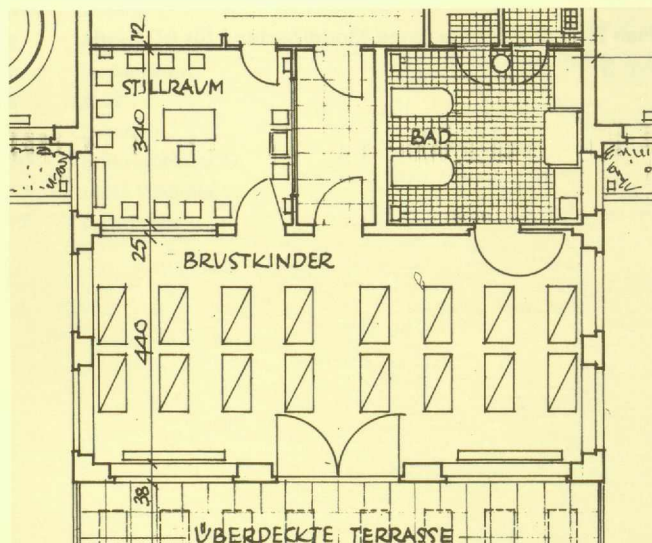 12
STILLRAUM
340
BAD
25
BRUSTKINDER
440
38
ÜBERDECKTE TERRASSE